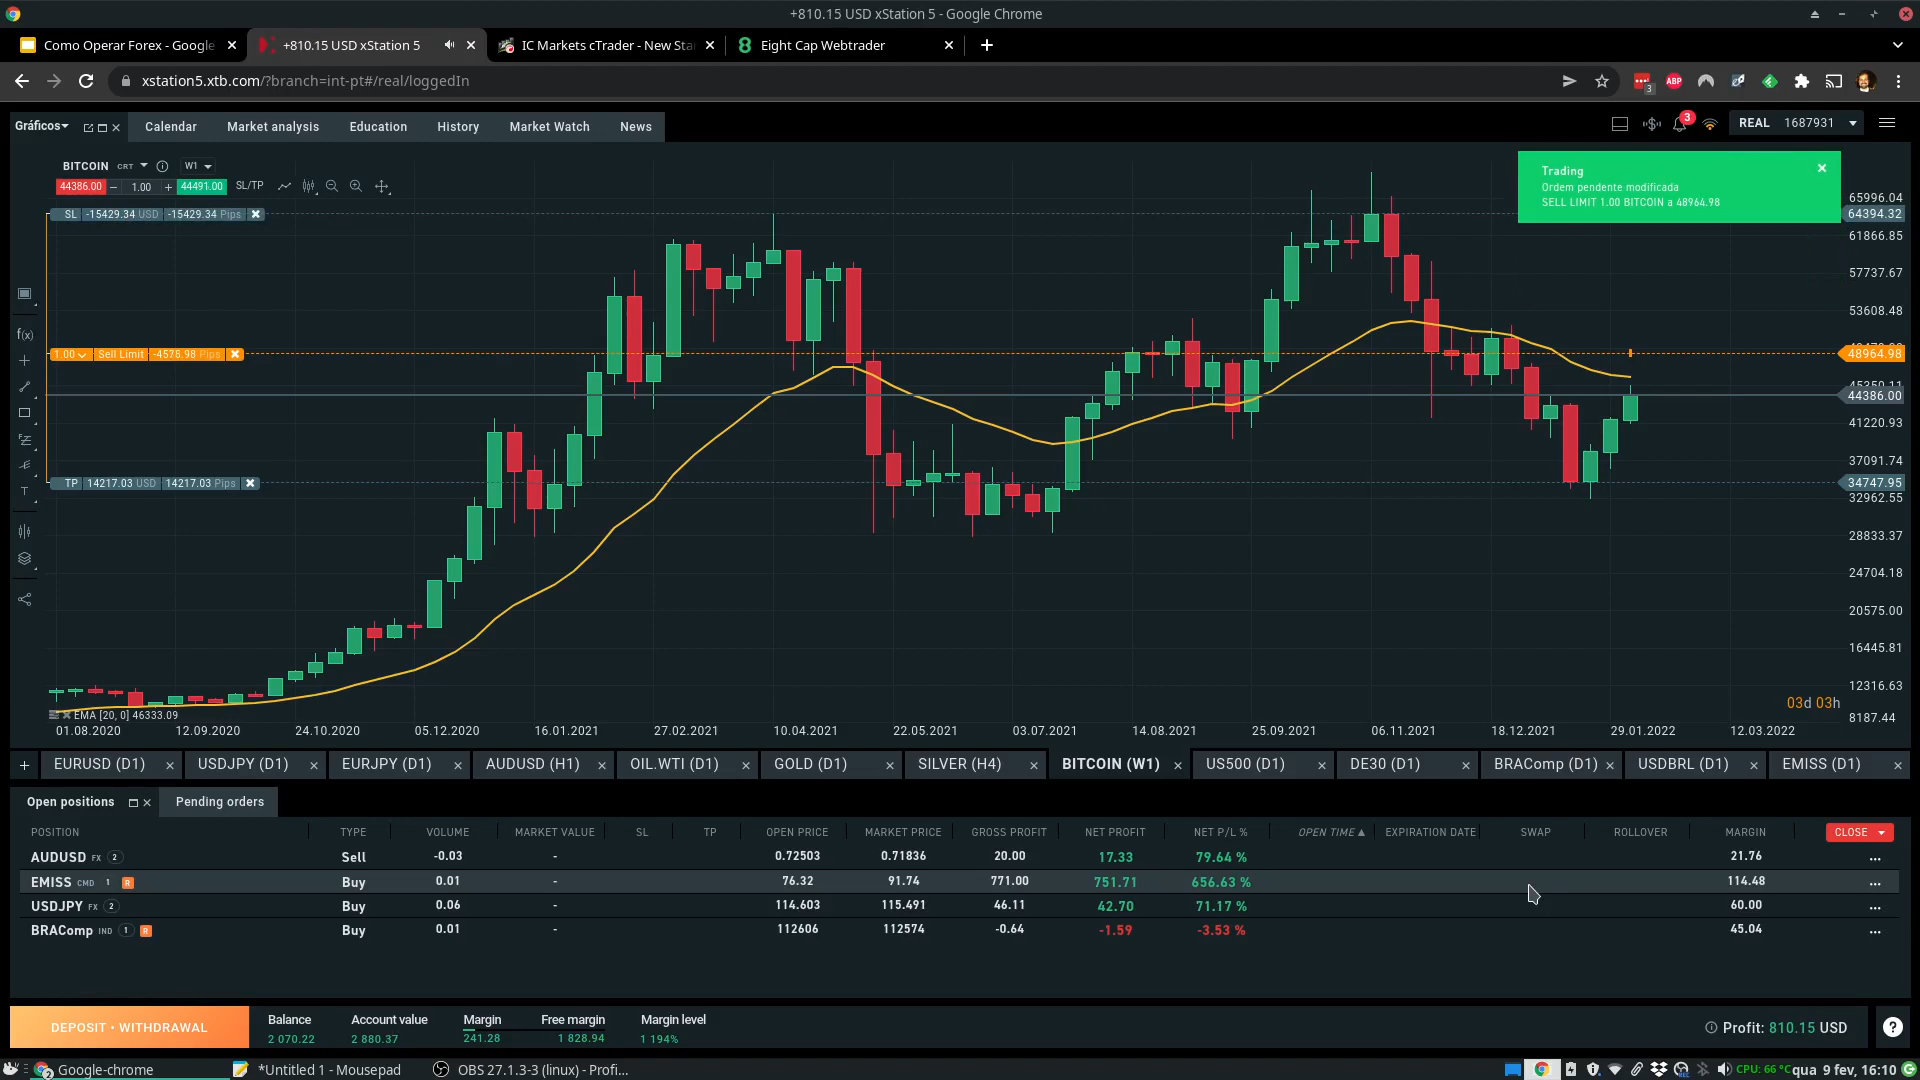 +810.15 USD xStation 5 - Google Chrome
Como Operar Forex - Google
+810.15 USD xStation 5
IC Markets cTrader - New Star
Eight Cap Webtrader
xstation5.xtb.com/?branch=int-pt#/real/loggedIn
3
ABP
Gráficos
Calendar
Market analysis
Education
History
Market Watch
News
3
REAL 1687931
BITCOIN CRT
W1
44386.00 − 1.00 + 44491.00 SL/TP
Trading
Ordem pendente modificada
SELL LIMIT 1.00 BITCOIN a 48964.98
SL -15429.34 USD -15429.34 Pips
1.00 Sell Limit -4578.98 Pips
TP 14217.03 USD 14217.03 Pips
f(x)
T
65996.04
64394.32
61866.85
57737.67
53608.48
48964.98
45350.11
44386.00
41220.93
37091.74
34747.95
32962.55
28833.37
24704.18
20575.00
16445.81
12316.63
8187.44
03d 03h
EMA [20, 0] 46333.09
01.08.2020 12.09.2020 24.10.2020 05.12.2020 16.01.2021 27.02.2021 10.04.2021 22.05.2021 03.07.2021 14.08.2021 25.09.2021 06.11.2021 18.12.2021 29.01.2022 12.03.2022
+ EURUSD (D1) USDJPY (D1) EURJPY (D1) AUDUSD (H1) OIL.WTI (D1) GOLD (D1) SILVER (H4) BITCOIN (W1) US500 (D1) DE30 (D1) BRAComp (D1) USDBRL (D1) EMISS (D1)
Open positions
Pending orders
POSITION TYPE VOLUME MARKET VALUE SL TP OPEN PRICE MARKET PRICE GROSS PROFIT NET PROFIT NET P/L % OPEN TIME EXPIRATION DATE SWAP ROLLOVER MARGIN CLOSE
AUDUSD FX 2 Sell -0.03 - 0.72503 0.71836 20.00 17.33 79.64 % 21.76 ...
EMISS CMD 1 R Buy 0.01 - 76.32 91.74 771.00 751.71 656.63 % 114.48 ...
USDJPY FX 2 Buy 0.06 - 114.603 115.491 46.11 42.70 71.17 % 60.00 ...
BRAComp IND 1 R Buy 0.01 - 112606 112574 -0.64 -1.59 -3.53 % 45.04 ...
DEPOSIT • WITHDRAWAL
Balance Account value Margin Free margin Margin level
2 070.22 2 880.37 241.28 1 828.94 1 194%
Profit: 810.15 USD
?
2 Google-chrome
*Untitled 1 - Mousepad
OBS 27.1.3-3 (linux) - Profi...
CPU: 66 °C qua 9 fev, 16:10